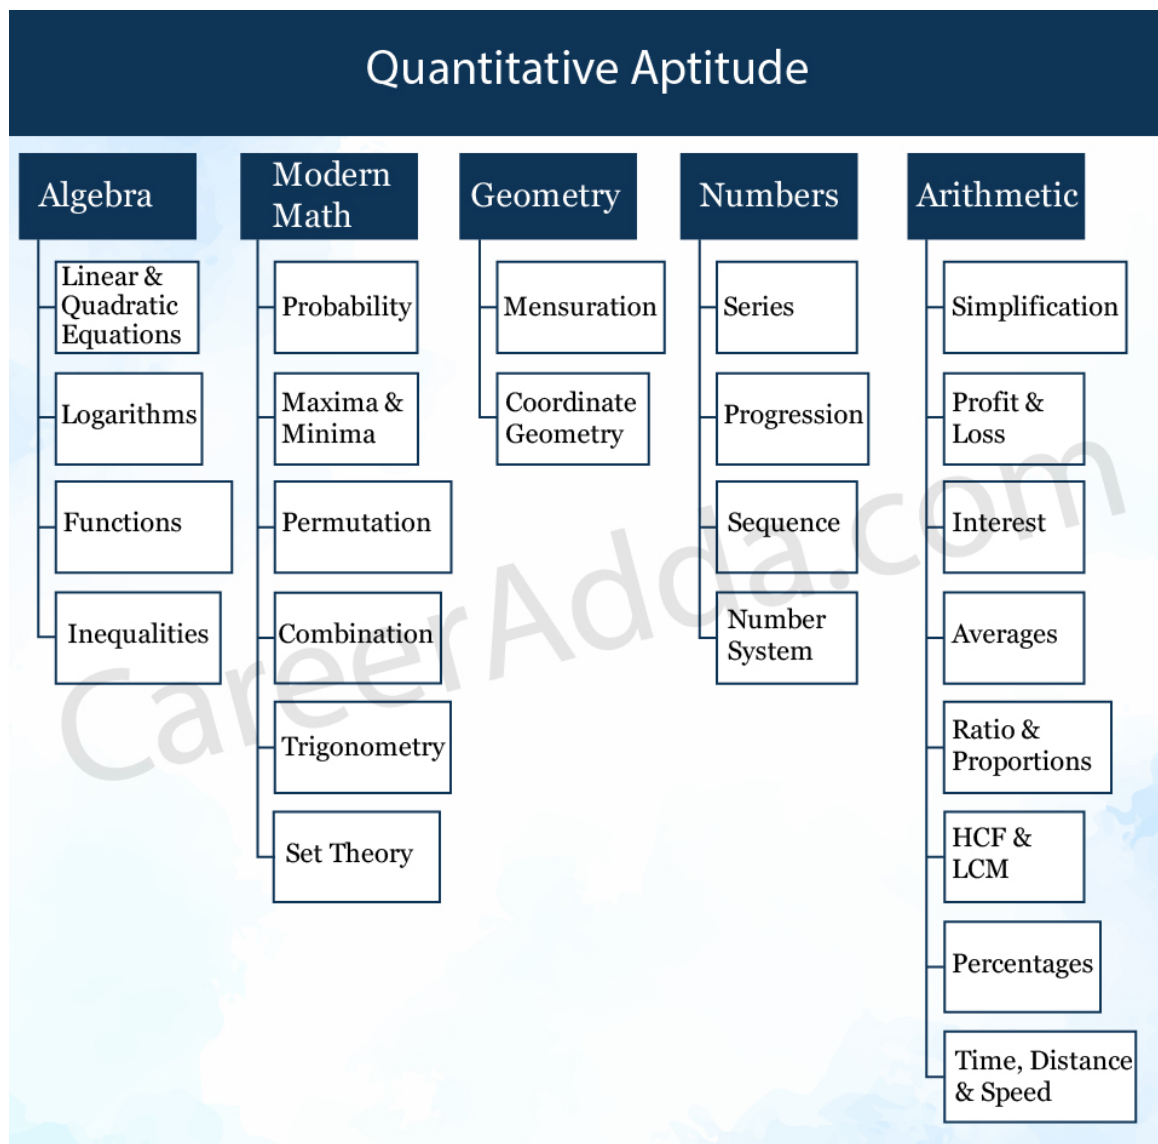 Quantitative Aptitude
Algebra
Linear &
Quadratic
Equations
Logarithms
Functions
Inequalities
Modern
Math
Probability
Maxima &
Minima
Permutation
Combination
Trigonometry
Set Theory
Geometry
Mensuration
Coordinate
Geometry
Numbers
Series
Progression
Sequence
Number
System
Arithmetic
Simplification
Profit &
Loss
Interest
Averages
Ratio &
Proportions
HCF &
LCM
Percentages
Time, Distance
& Speed
CareerAdda.com